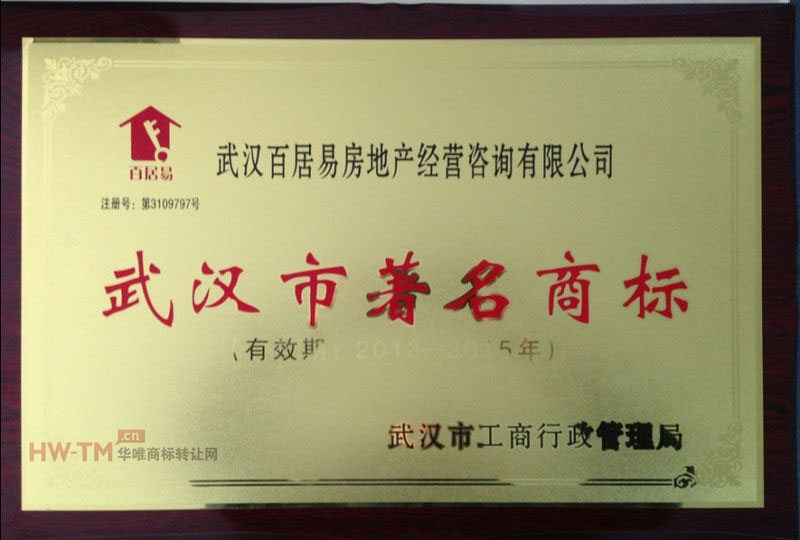 百居易
注册号：第3109797号
武汉百居易房地产经营咨询有限公司
武汉市著名商标
（有效期：2013—2015年）
武汉市工商行政管理局
HW-TM.cn
华唯商标转让网